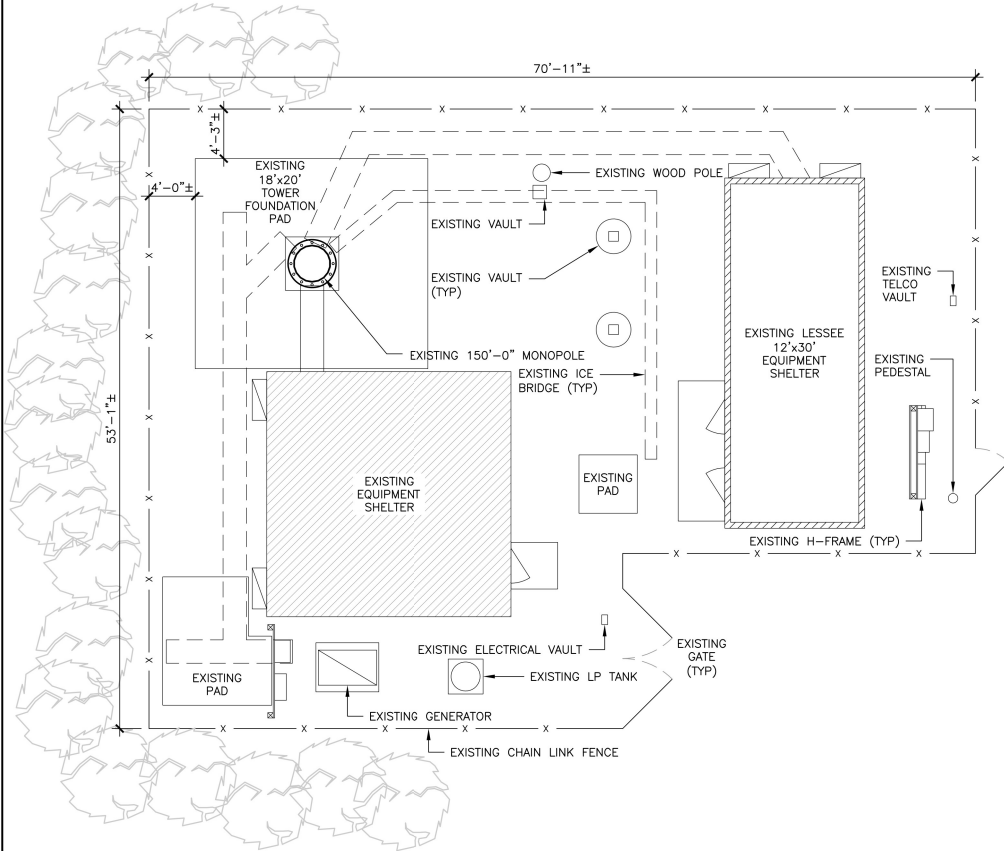 70'-11"±
4'-3"±
EXISTING
18'x20'
TOWER
FOUNDATION
PAD
4'-0"±
EXISTING WOOD POLE
EXISTING VAULT
EXISTING VAULT
(TYP)
EXISTING
TELCO
VAULT
EXISTING LESSEE
12'x30'
EQUIPMENT
SHELTER
EXISTING 150'-0" MONOPOLE
EXISTING ICE
BRIDGE (TYP)
EXISTING
PEDESTAL
53'-1"±
EXISTING
EQUIPMENT
SHELTER
EXISTING
PAD
EXISTING H-FRAME (TYP)
EXISTING ELECTRICAL VAULT
EXISTING
GATE
(TYP)
EXISTING LP TANK
EXISTING
PAD
EXISTING GENERATOR
EXISTING CHAIN LINK FENCE